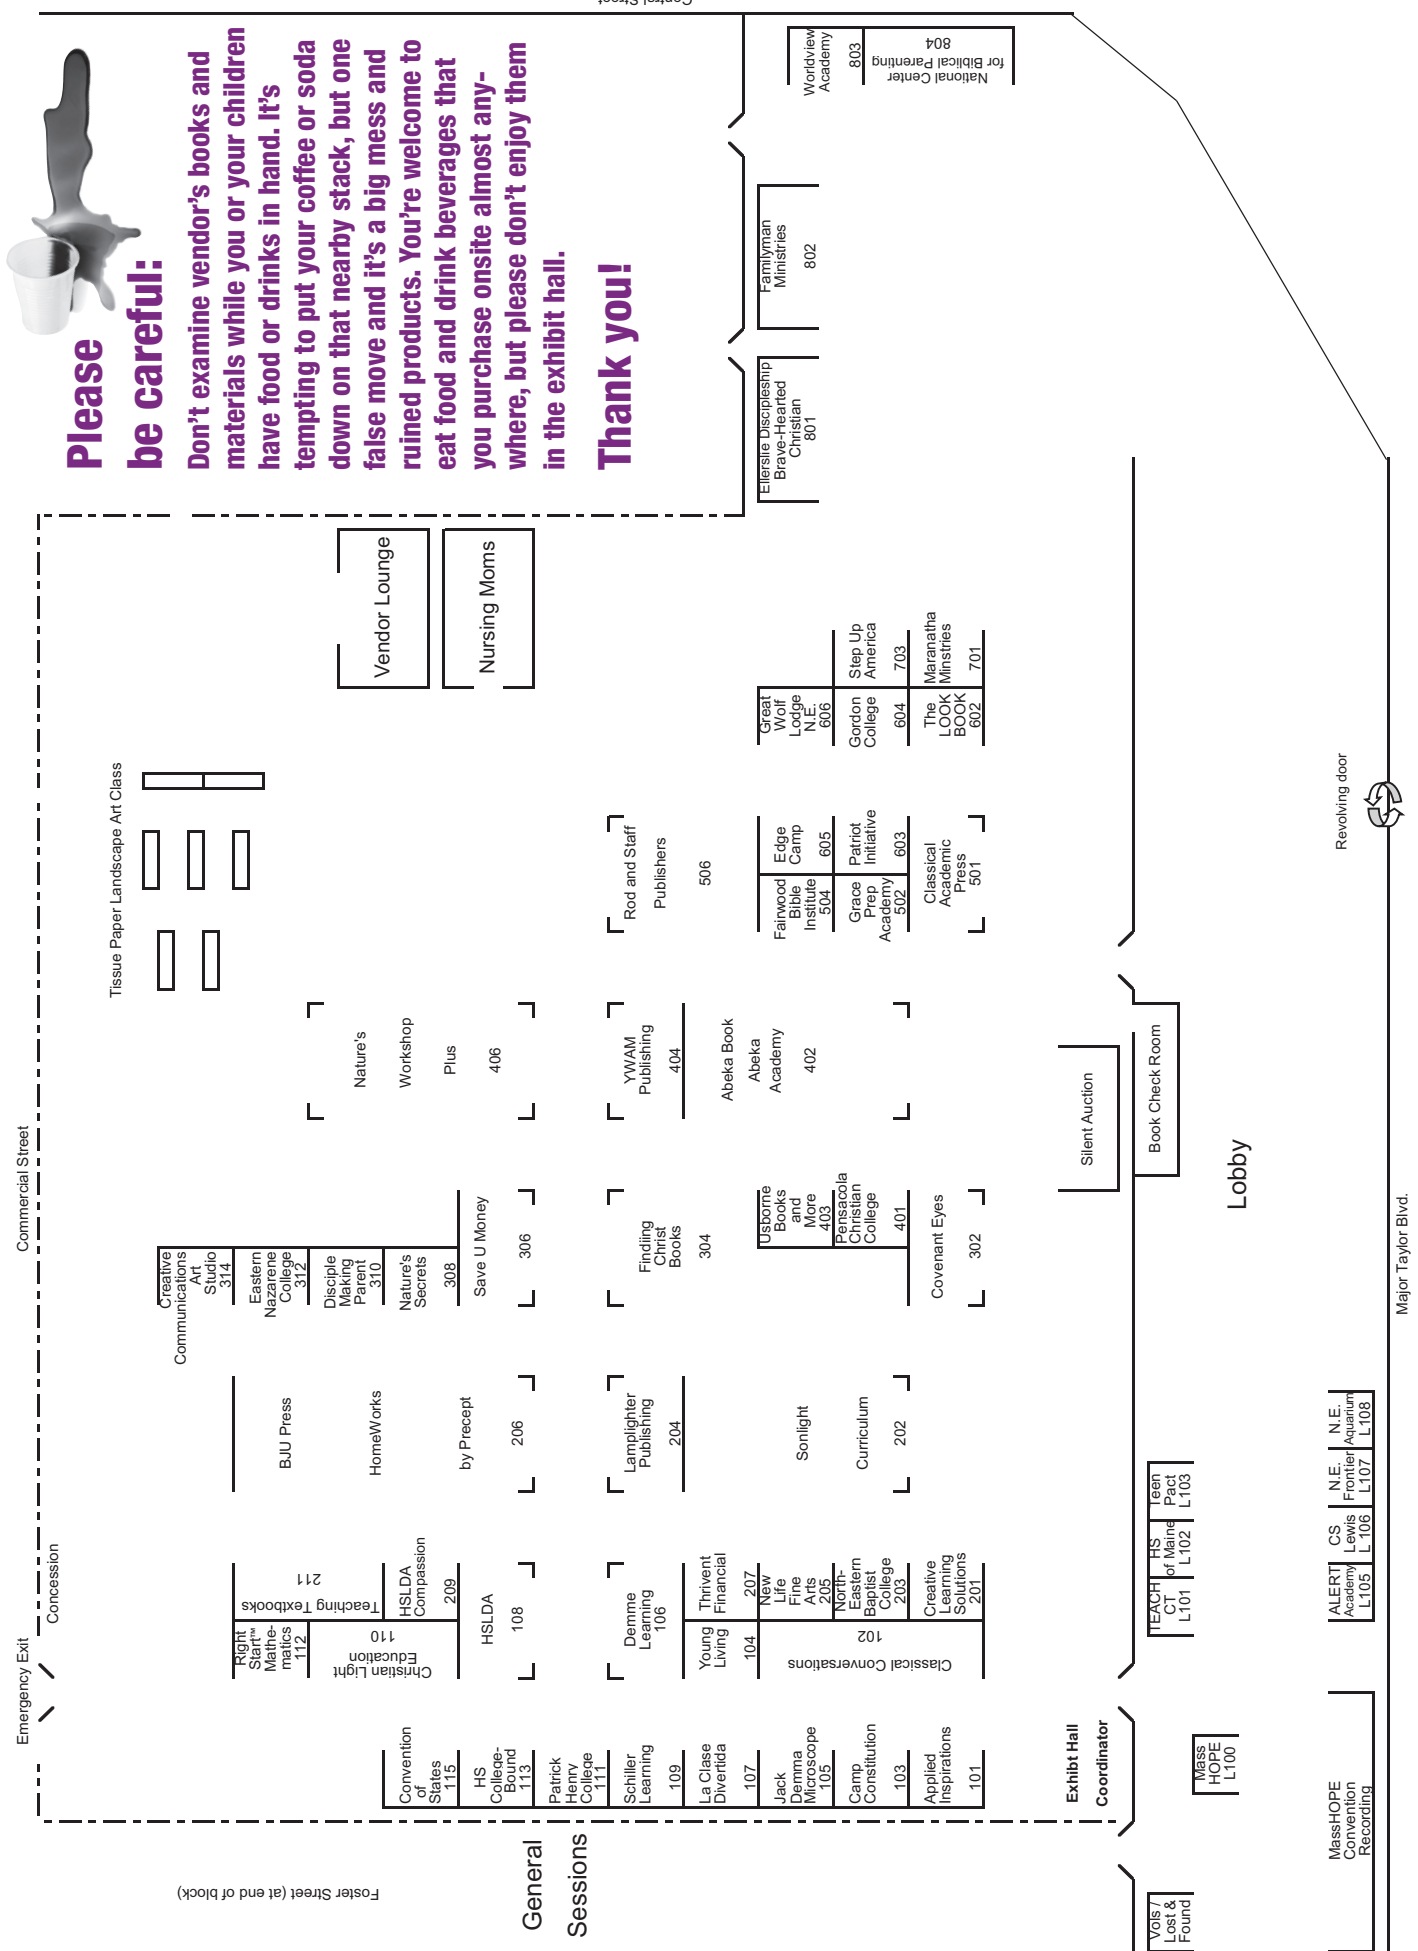 Please
be careful:
Don't examine vendor's books and
materials while you or your children
have food or drinks in hand. It's
tempting to put your coffee or soda
down on that nearby stack, but one
false move and it's a big mess and
ruined products. You're welcome to
eat food and drink beverages that
you purchase onsite almost any-
where, but please don't enjoy them
in the exhibit hall.
Thank you!
Central Street
Worldview
Academy
803
National Center
for Biblical Parenting
804
Familyman
Ministries
802
Ellerslie Discipleship
Brave-Hearted
Christian
801
Vendor Lounge
Nursing Moms
Commercial Street
Emergency Exit
Concession
Tissue Paper Landscape Art Class
Great
Wolf
Lodge
N.E.
606
Step Up
America
703
Gordon
College
604
Maranatha
Minstries
701
The
LOOK
BOOK
602
Rod and Staff
Publishers
506
Edge
Camp
605
Fairwood
Bible
Institute
504
Patriot
Initiative
603
Grace
Prep
Academy
502
Classical
Academic
Press
501
Nature's
Workshop
Plus
406
YWAM
Publishing
404
Abeka Book
Abeka
Academy
402
Creative
Communications
Art
Studio
314
Eastern
Nazarene
College
312
Disciple
Making
Parent
310
Nature's
Secrets
308
Save U Money
306
Findiing
Christ
Books
304
Usborne
Books
and
More
403
Pensacola
Christian
College
401
Covenant Eyes
302
BJU Press
HomeWorks
by Precept
206
Lamplighter
Publishing
204
Sonlight
Curriculum
202
Teaching Textbooks
211
Right
Start™
Mathe-
matics
112
Christian Light
Education
110
HSLDA
Compassion
209
HSLDA
108
Demme
Learning
106
Thrivent
Financial
207
Young
Living
104
New
Life
Fine
Arts
205
North-
Eastern
Baptist
College
203
Creative
Learning
Solutions
201
Classical Conversations
102
Convention
of
States
115
HS
College-
Bound
113
Patrick
Henry
College
111
Schiller
Learning
109
La Clase
Divertida
107
Jack
Demma
Microscope
105
Camp
Constitution
103
Applied
Inspirations
101
Exhibt Hall
Coordinator
General
Sessions
Foster Street (at end of block)
Silent Auction
Book Check Room
Lobby
Revolving door
Major Taylor Blvd.
TEACH
CT
L101
HS
of Maine
L102
Teen
Pact
L103
ALERT
Academy
L105
CS
Lewis
L 106
N.E.
Frontier
L107
N.E.
Aquarium
L108
Mass
HOPE
L100
MassHOPE
Convention
Recording
Vols /
Lost &
Found